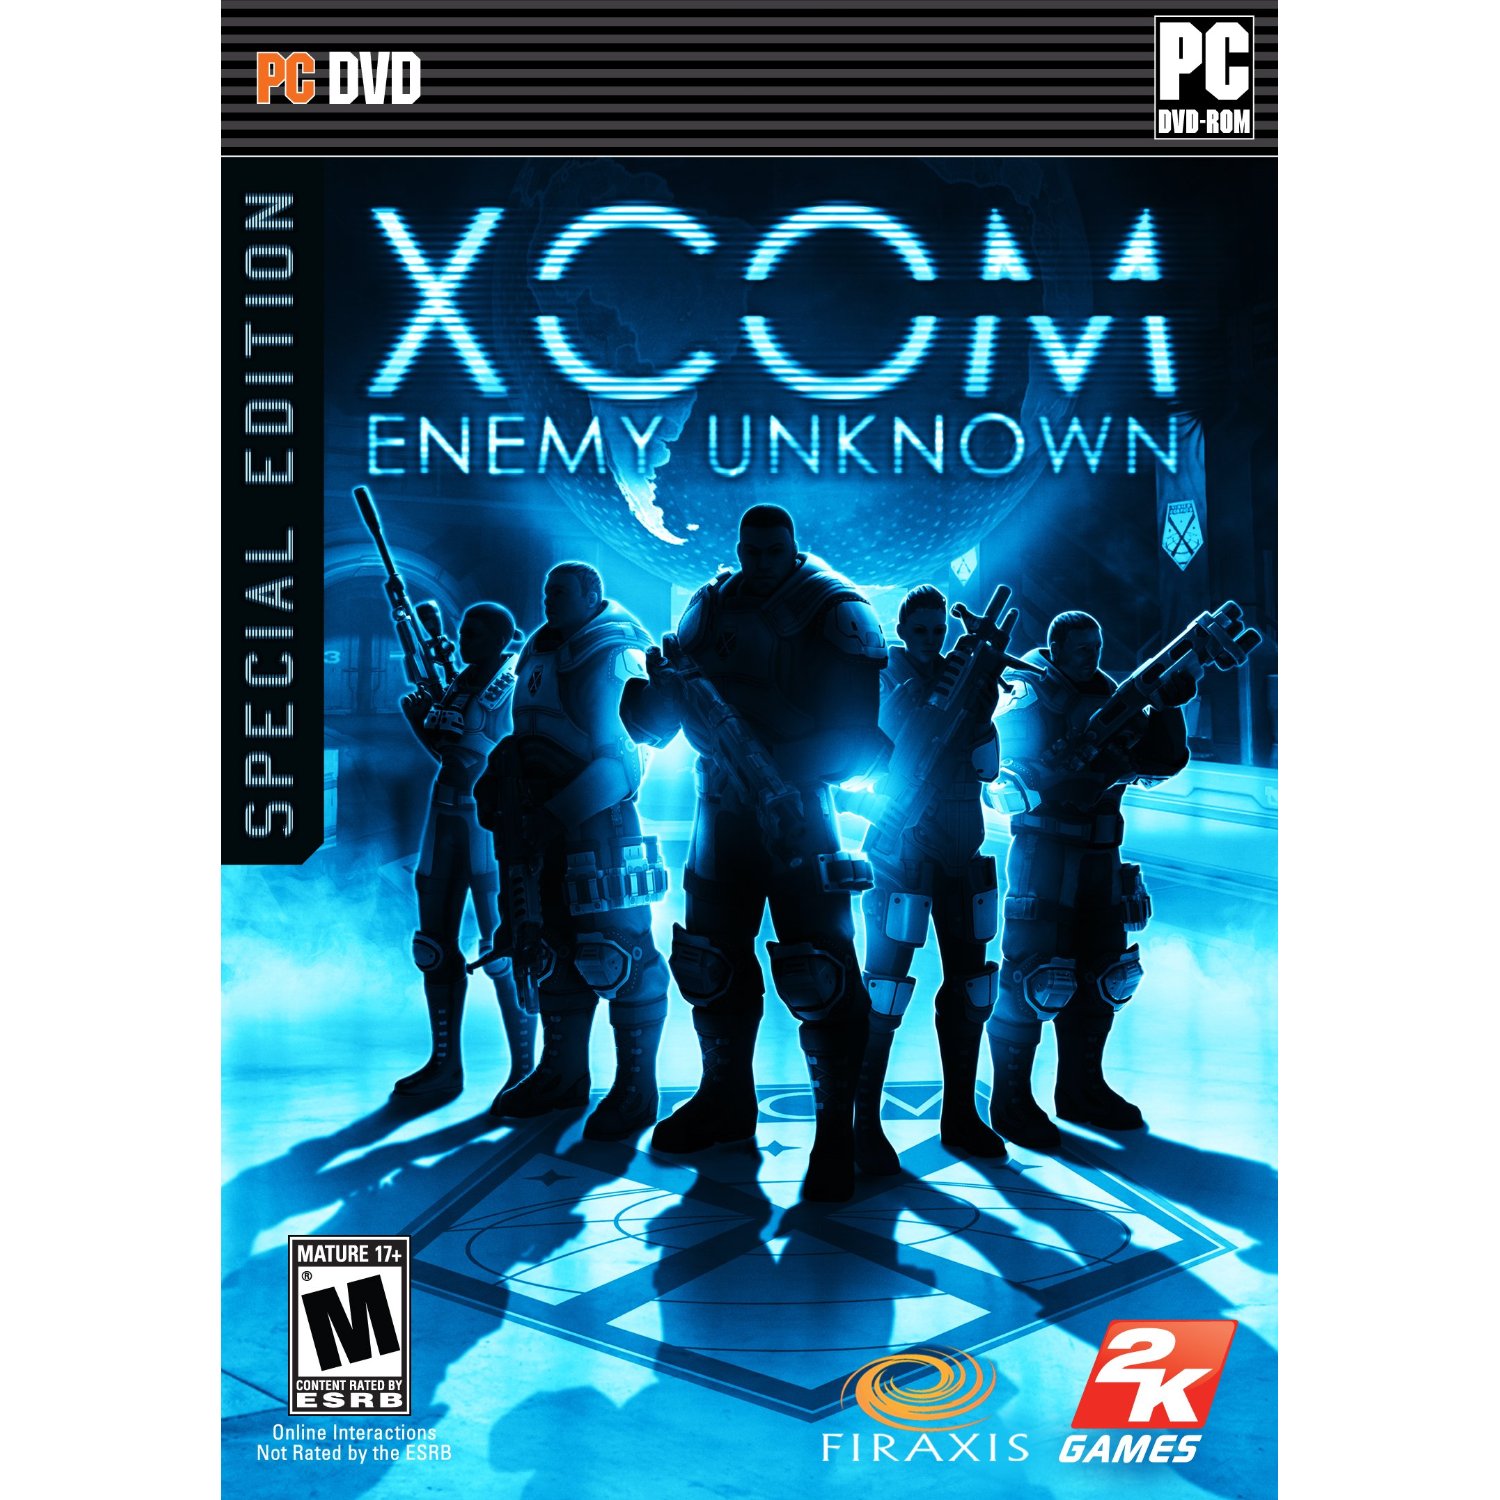 PC DVD
PC
DVD-ROM
SPECIAL EDITION
XCOM
ENEMY UNKNOWN
MATURE 17+
M
®
CONTENT RATED BY
ESRB
Online Interactions
Not Rated by the ESRB
FIRAXIS
2K
GAMES